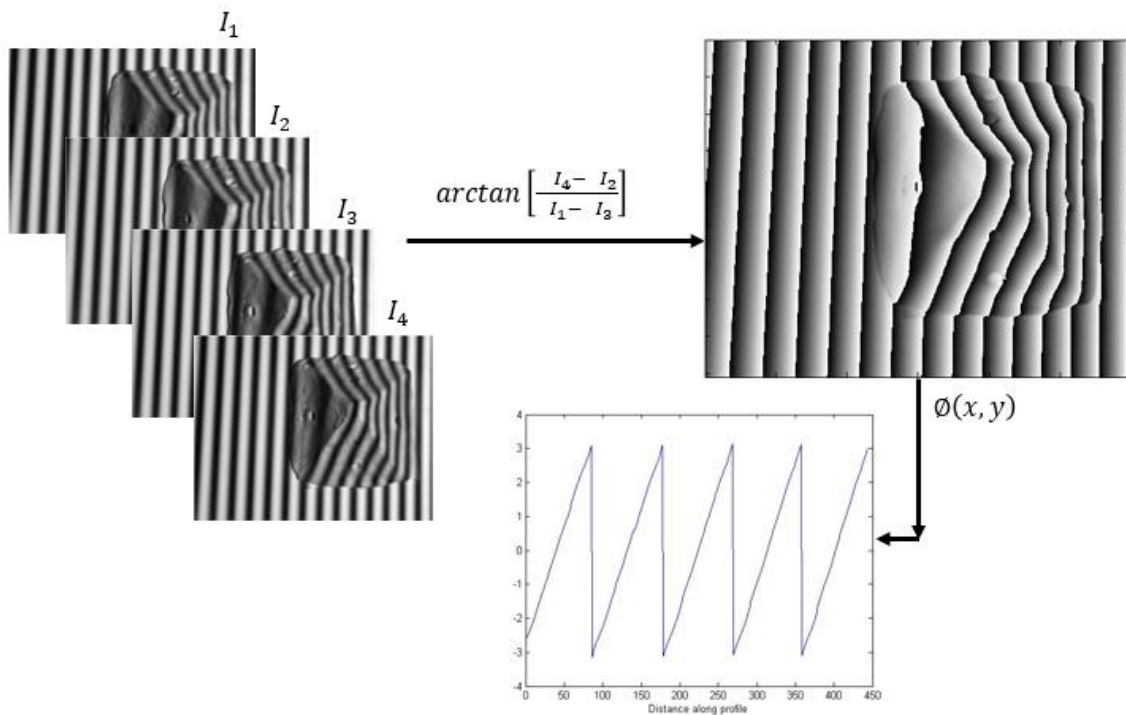 I₁
I₂
I₃
I₄
arctan [ I₄ − I₂ / I₁ − I₃ ]
Ø(x, y)
4
3
2
1
0
-1
-2
-3
-4
0 50 100 150 200 250 300 350 400 450
Distance along profile